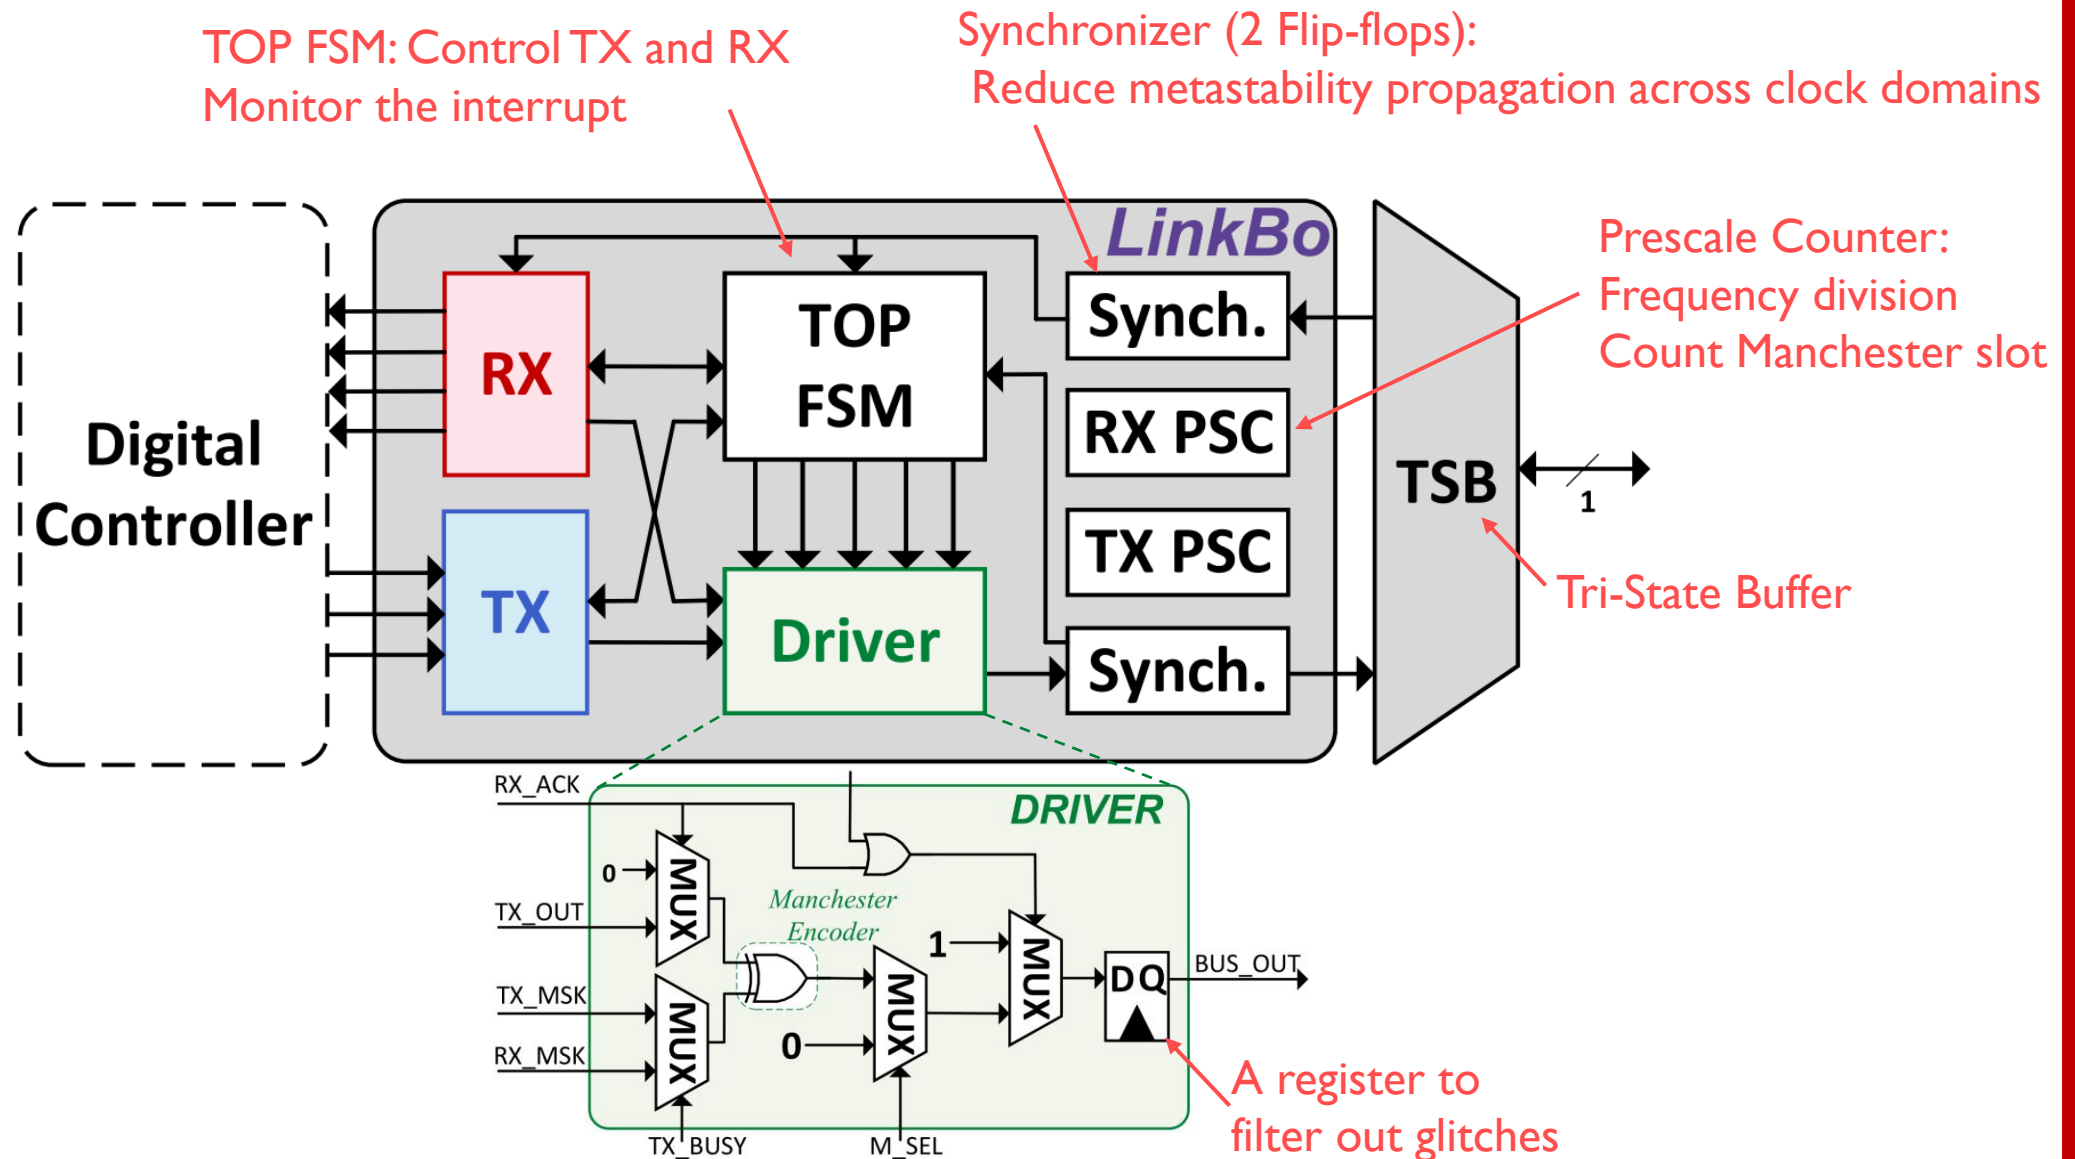 TOP FSM: Control TX and RX
Monitor the interrupt
Synchronizer (2 Flip-flops):
Reduce metastability propagation across clock domains
LinkBo
Prescale Counter:
Frequency division
Count Manchester slot
Digital
Controller
RX
TX
TOP
FSM
Driver
Synch.
RX PSC
TX PSC
Synch.
TSB
1
Tri-State Buffer
DRIVER
RX_ACK
0
TX_OUT
TX_MSK
RX_MSK
MUX
MUX
Manchester
Encoder
MUX
0
1
MUX
D Q
BUS_OUT
TX_BUSY
M_SEL
A register to
filter out glitches